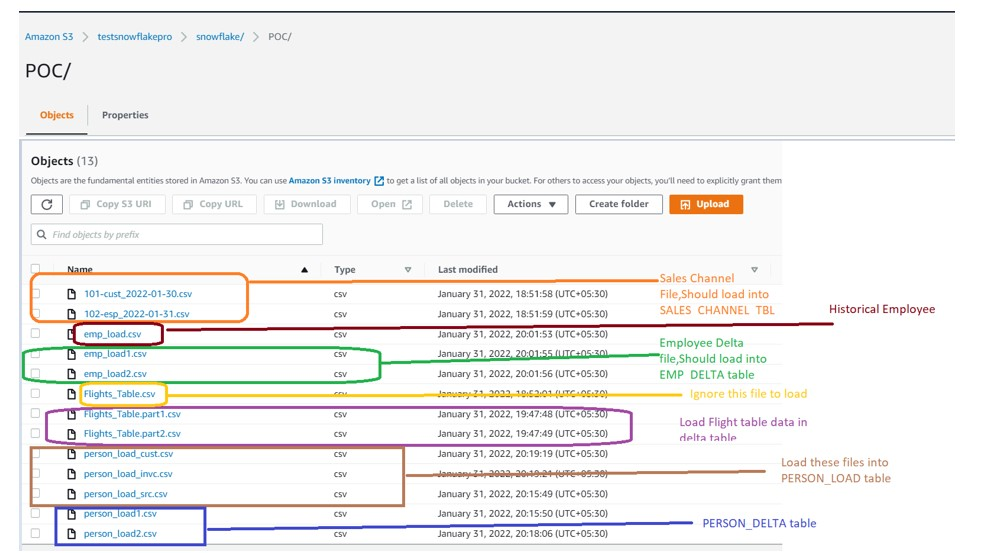 Amazon S3 > testsnowflakepro > snowflake/ > POC/
POC/
Objects Properties
Objects (13)
Objects are the fundamental entities stored in Amazon S3. You can use Amazon S3 inventory to get a list of all objects in your bucket. For others to access your objects, you'll need to explicitly grant them
Copy S3 URI Copy URL Download Open Delete Actions Create folder Upload
Find objects by prefix
Name Type Last modified
101-cust_2022-01-30.csv csv January 31, 2022, 18:51:58 (UTC+05:30)
102-esp_2022-01-31.csv csv January 31, 2022, 18:51:59 (UTC+05:30)
emp_load.csv csv January 31, 2022, 20:01:53 (UTC+05:30)
emp_load1.csv csv January 31, 2022, 20:01:55 (UTC+05:30)
emp_load2.csv csv January 31, 2022, 20:01:56 (UTC+05:30)
Flights_Table.csv csv January 31, 2022, 18:52:01 (UTC+05:30)
Flights_Table.part1.csv csv January 31, 2022, 19:47:48 (UTC+05:30)
Flights_Table.part2.csv csv January 31, 2022, 19:47:49 (UTC+05:30)
person_load_cust.csv csv January 31, 2022, 20:19:19 (UTC+05:30)
person_load_invc.csv csv January 31, 2022, 20:18:21 (UTC+05:30)
person_load_src.csv csv January 31, 2022, 20:15:49 (UTC+05:30)
person_load1.csv csv January 31, 2022, 20:15:50 (UTC+05:30)
person_load2.csv csv January 31, 2022, 20:18:06 (UTC+05:30)
Sales Channel
File,Should load into
SALES_CHANNEL_TBL
Historical Employee
Employee Delta
file,Should load into
EMP_DELTA table
Ignore this file to load
Load Flight table data in
delta table
Load these files into
PERSON_LOAD table
PERSON_DELTA table